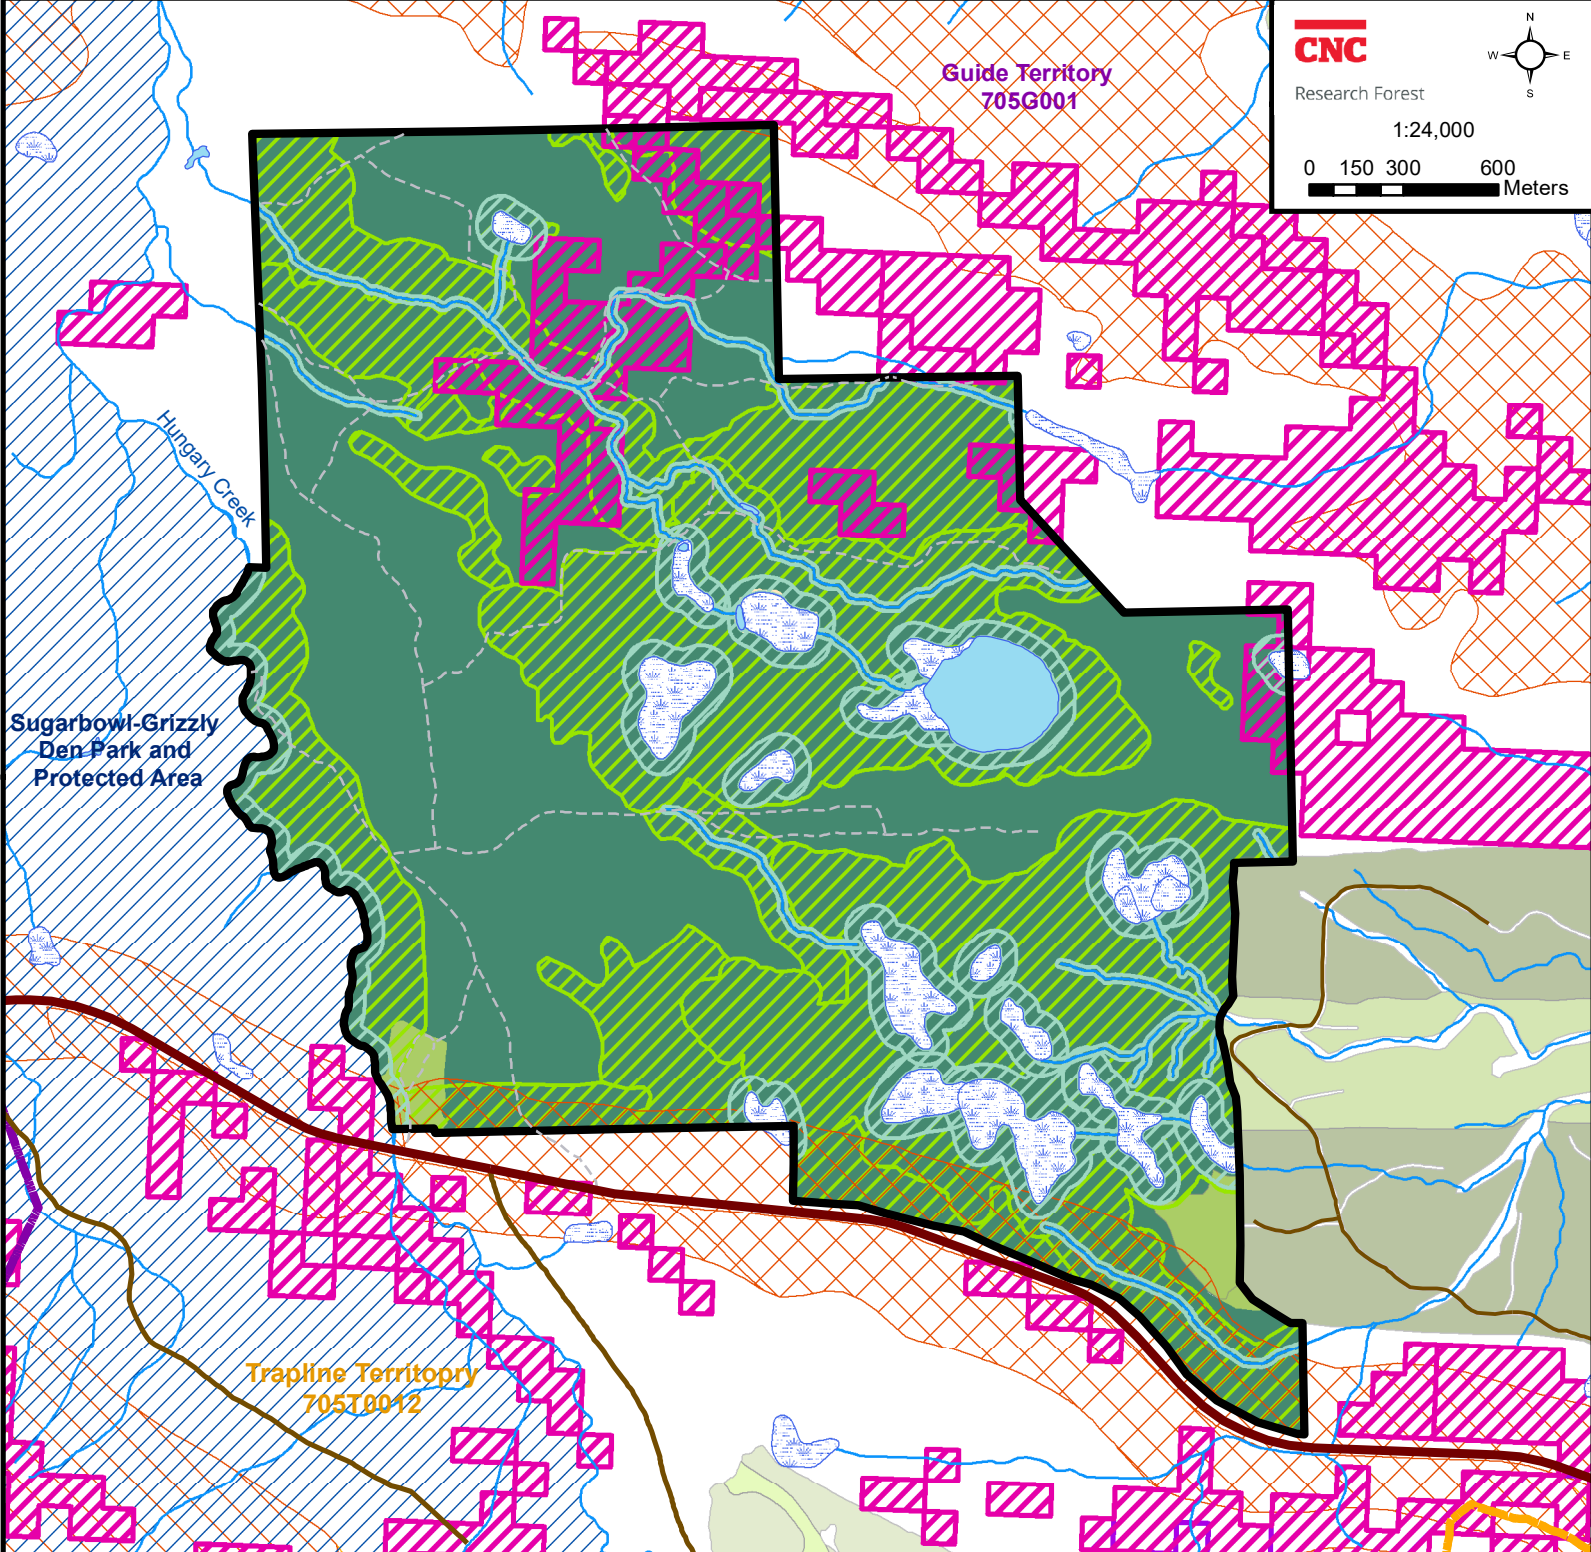 Guide Territory
705G001
CNC
Research Forest
N
W
E
S
1:24,000
0 150 300 600
Meters
Hungary Creek
Sugarbowl-Grizzly
Den Park and
Protected Area
Trapline Territopry
705T0012